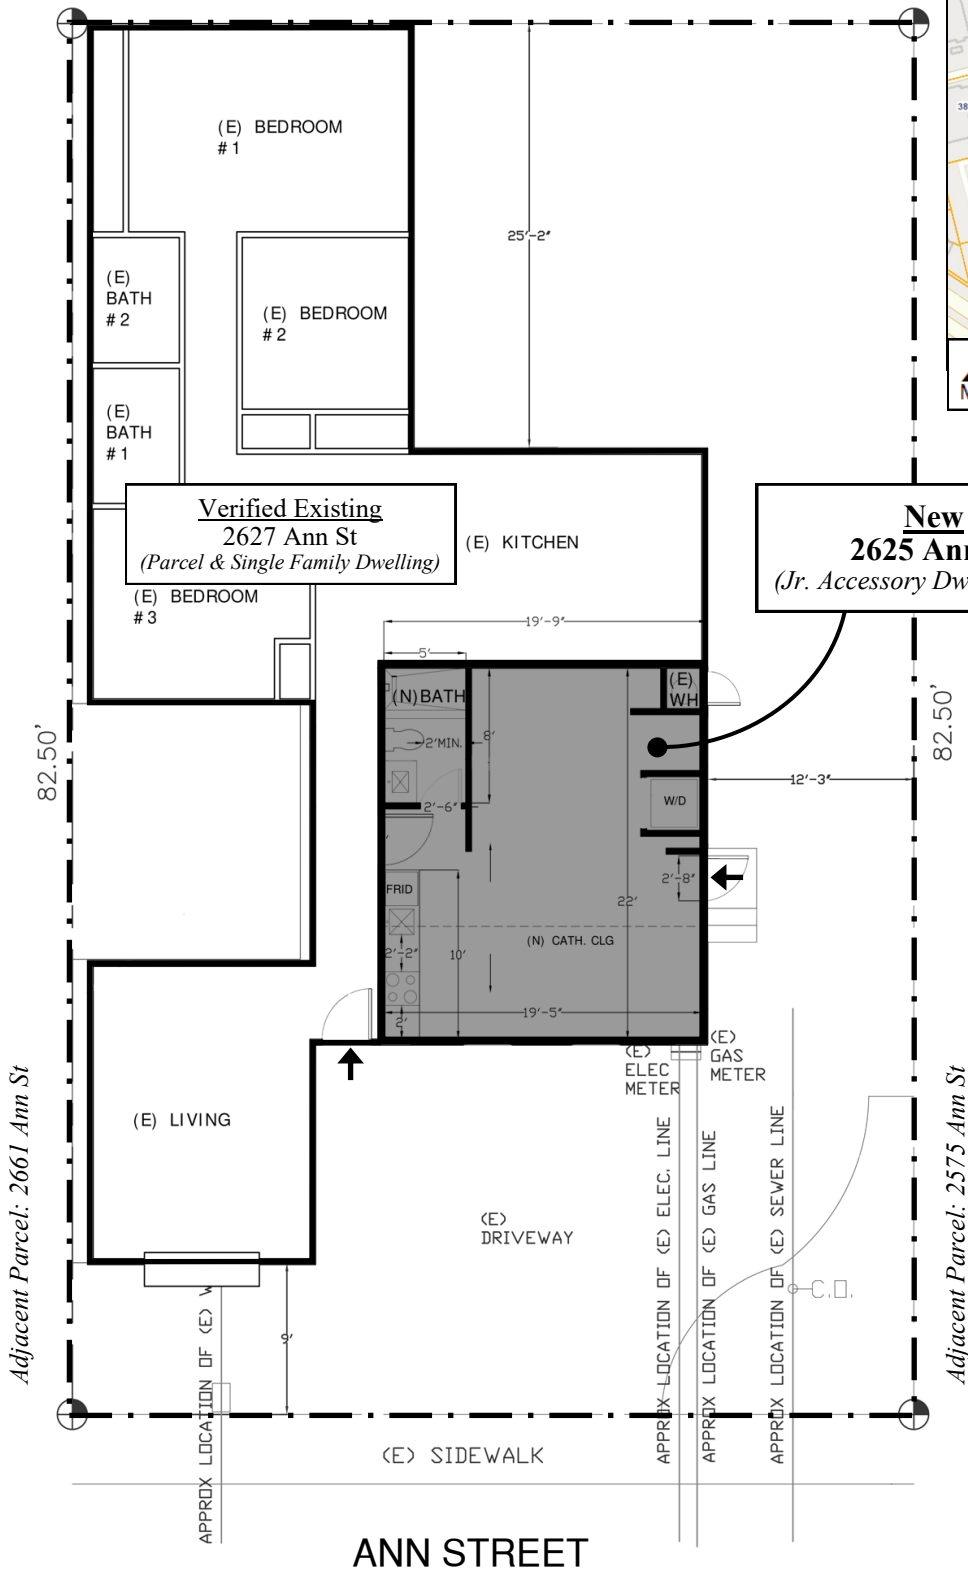 (E) BEDROOM
#1
38
25'-2"
(E)
BATH
#2
(E) BEDROOM
#2
(E)
BATH
#1
Verified Existing
2627 Ann St
(Parcel & Single Family Dwelling)
(E) KITCHEN
New
2625 Ann
(Jr. Accessory Dw
(E) BEDROOM
#3
19'-9"
5'
(N)BATH
(E)
WH
2'MIN.
8'
82.50'
82.50'
12'-3"
W/D
2'-6"
FRID
2'-8"
22'
(N) CATH. CLG
2'-2"
10'
19'-5"
2'
(E)
ELEC
METER
(E)
GAS
METER
(E) LIVING
(E)
DRIVEWAY
Adjacent Parcel: 2661 Ann St
Adjacent Parcel: 2575 Ann St
APPROX LOCATION OF (E) ELEC. LINE
APPROX LOCATION OF (E) GAS LINE
APPROX LOCATION OF (E) SEWER LINE
C.O.
APPROX LOCATION OF (E) W
9'
(E) SIDEWALK
ANN STREET